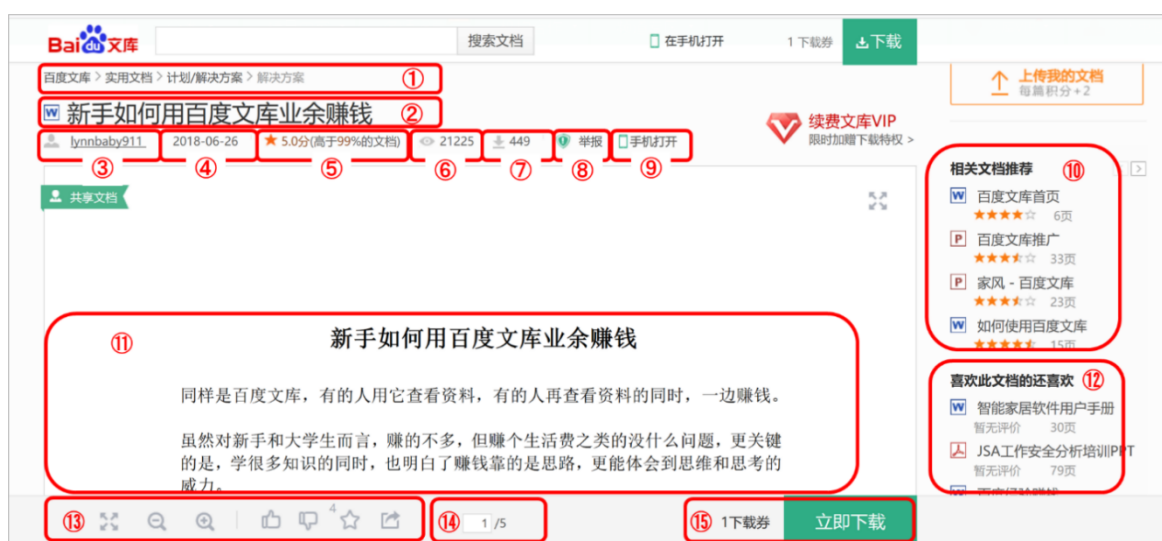 Bai du 文库
搜索文档
在手机打开
1 下载券
下载
百度文库 > 实用文档 > 计划/解决方案 > 解决方案
①
上传我的文档
每篇积分+2
W 新手如何用百度文库业余赚钱
②
续费文库VIP
限时加赠下载特权 >
lynnbaby911
2018-06-26
5.0分(高于99%的文档)
21225
449
举报
手机打开
③
④
⑤
⑥
⑦
⑧
⑨
共享文档
相关文档推荐
⑩
W 百度文库首页
6页
P 百度文库推广
33页
P 家风 - 百度文库
23页
W 如何使用百度文库
15页
⑪
新手如何用百度文库业余赚钱
同样是百度文库，有的人用它查看资料，有的人再查看资料的同时，一边赚钱。
虽然对新手和大学生而言，赚的不多，但赚个生活费之类的没什么问题，更关键
的是，学很多知识的同时，也明白了赚钱靠的是思路，更能体会到思维和思考的
威力。
喜欢此文档的还喜欢
⑫
W 智能家居软件用户手册
暂无评价
30页
JSA工作安全分析培训PPT
暂无评价
79页
⑬
4
⑭
1 /5
⑮
1下载券
立即下载